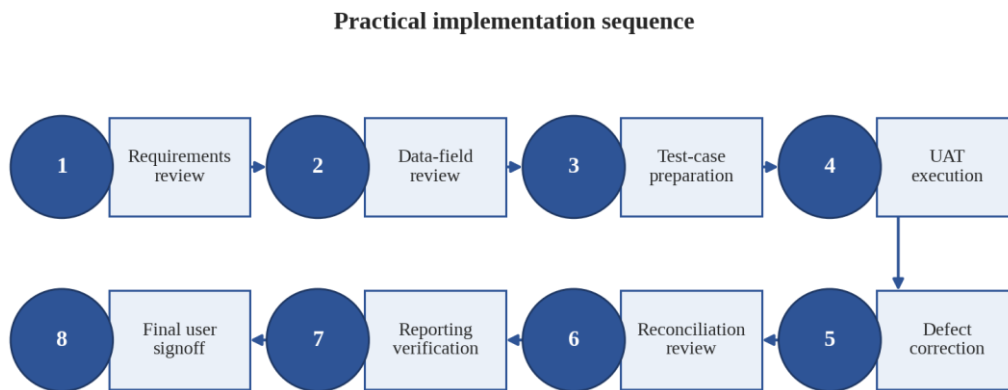 Practical implementation sequence
1
Requirements
review
2
Data-field
review
3
Test-case
preparation
4
UAT
execution
5
Defect
correction
6
Reconciliation
review
7
Reporting
verification
8
Final user
signoff